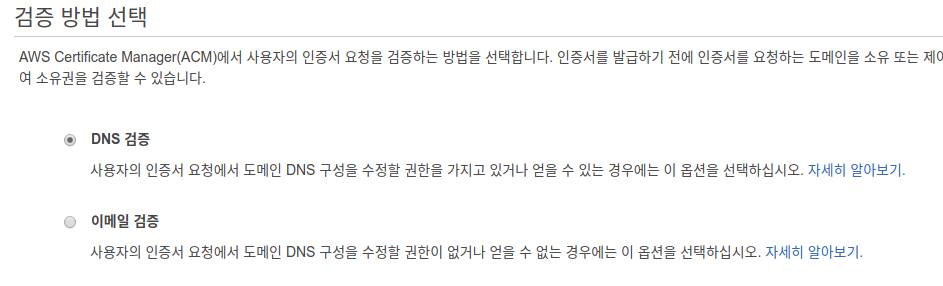 검증 방법 선택
AWS Certificate Manager(ACM)에서 사용자의 인증서 요청을 검증하는 방법을 선택합니다. 인증서를 발급하기 전에 인증서를 요청하는 도메인을 소유 또는 제어
여 소유권을 검증할 수 있습니다.
DNS 검증
사용자의 인증서 요청에서 도메인 DNS 구성을 수정할 권한을 가지고 있거나 얻을 수 있는 경우에는 이 옵션을 선택하십시오. 자세히 알아보기.
이메일 검증
사용자의 인증서 요청에서 도메인 DNS 구성을 수정할 권한이 없거나 얻을 수 없는 경우에는 이 옵션을 선택하십시오. 자세히 알아보기.